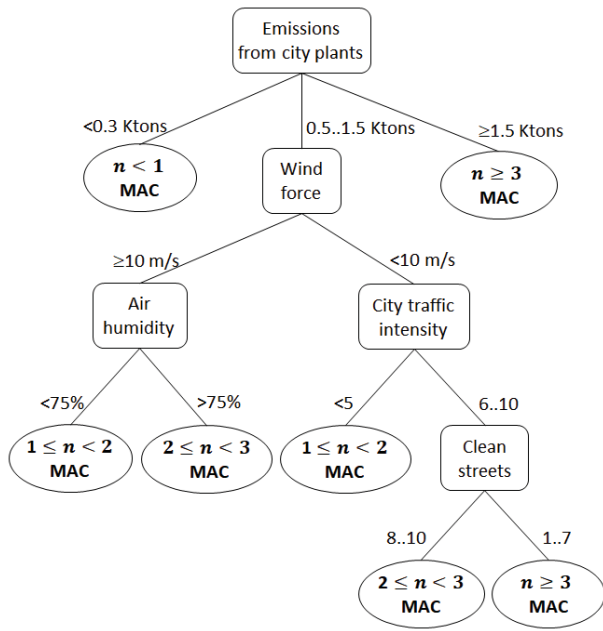 Emissions
from city plants
<0.3 Ktons
0.5..1.5 Ktons
≥1.5 Ktons
n < 1
MAC
Wind
force
n ≥ 3
MAC
≥10 m/s
<10 m/s
Air
humidity
City traffic
intensity
<75%
>75%
<5
6..10
1 ≤ n < 2
MAC
2 ≤ n < 3
MAC
1 ≤ n < 2
MAC
Clean
streets
8..10
1..7
2 ≤ n < 3
MAC
n ≥ 3
MAC